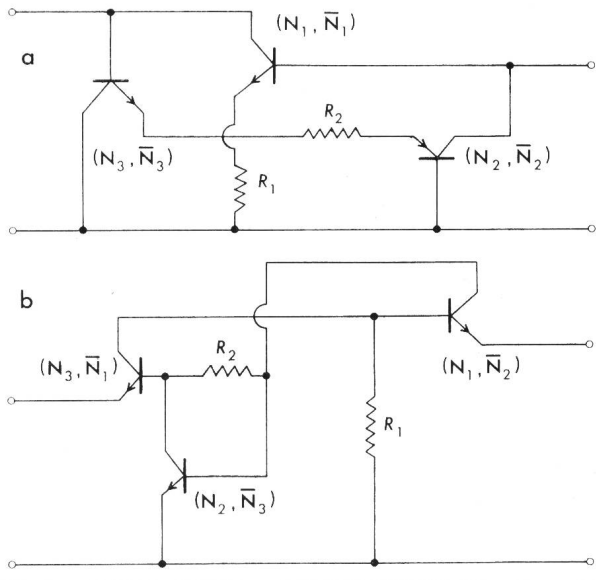 (N₁, N̄₁)
a
R₂
(N₃, N̄₃)
(N₂, N̄₂)
R₁
b
R₂
(N₃, N̄₁)
(N₁, N̄₂)
R₁
(N₂, N̄₃)